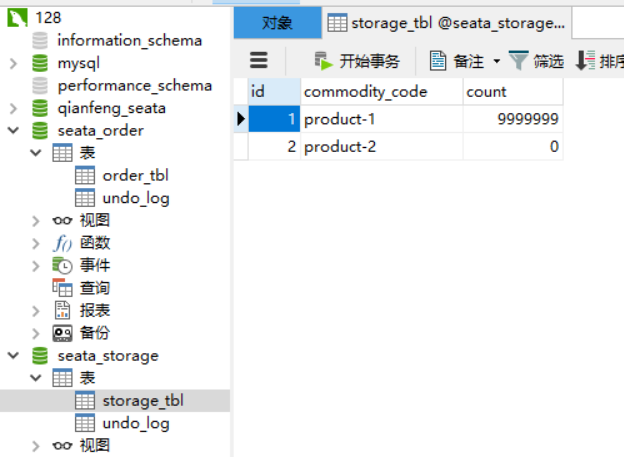 128
information_schema
mysql
performance_schema
qianfeng_seata
seata_order
表
order_tbl
undo_log
视图
f() 函数
事件
查询
报表
备份
seata_storage
表
storage_tbl
undo_log
视图
对象 storage_tbl @seata_storage...
开始事务 备注 筛选 排序
id commodity_code count
1 product-1 9999999
2 product-2 0